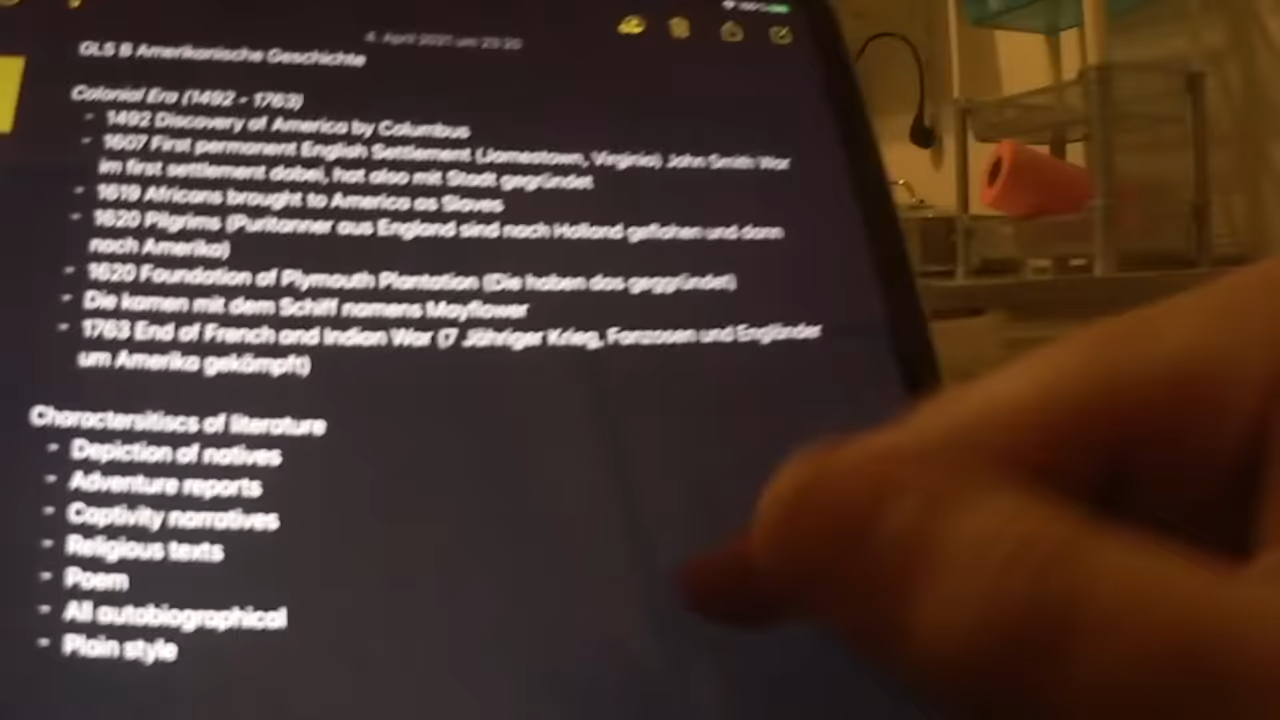 4. April 2021 um 23:20
GLS B Amerikanische Geschichte
Colonial Era (1492 - 1763)
- 1492 Discovery of America by Columbus
- 1607 First permanent English Settlement (Jamestown, Virginia) John Smith War
im first settlement dabei, hat also mit Stadt gegründet
- 1619 Africans brought to America as Slaves
- 1620 Pilgrims (Puritanner aus England sind nach Holland geflohen und dann
nach Amerika)
- 1620 Foundation of Plymouth Plantation (Die haben das geggründet)
- Die kamen mit dem Schiff namens Mayflower
- 1763 End of French and Indian War (7 Jähriger Krieg, Fanzosen und Engländer
um Amerika gekämpft)
Charactersitiscs of literature
- Depiction of natives
- Adventure reports
- Captivity narratives
- Religious texts
- Poem
- All autobiographical
- Plain style